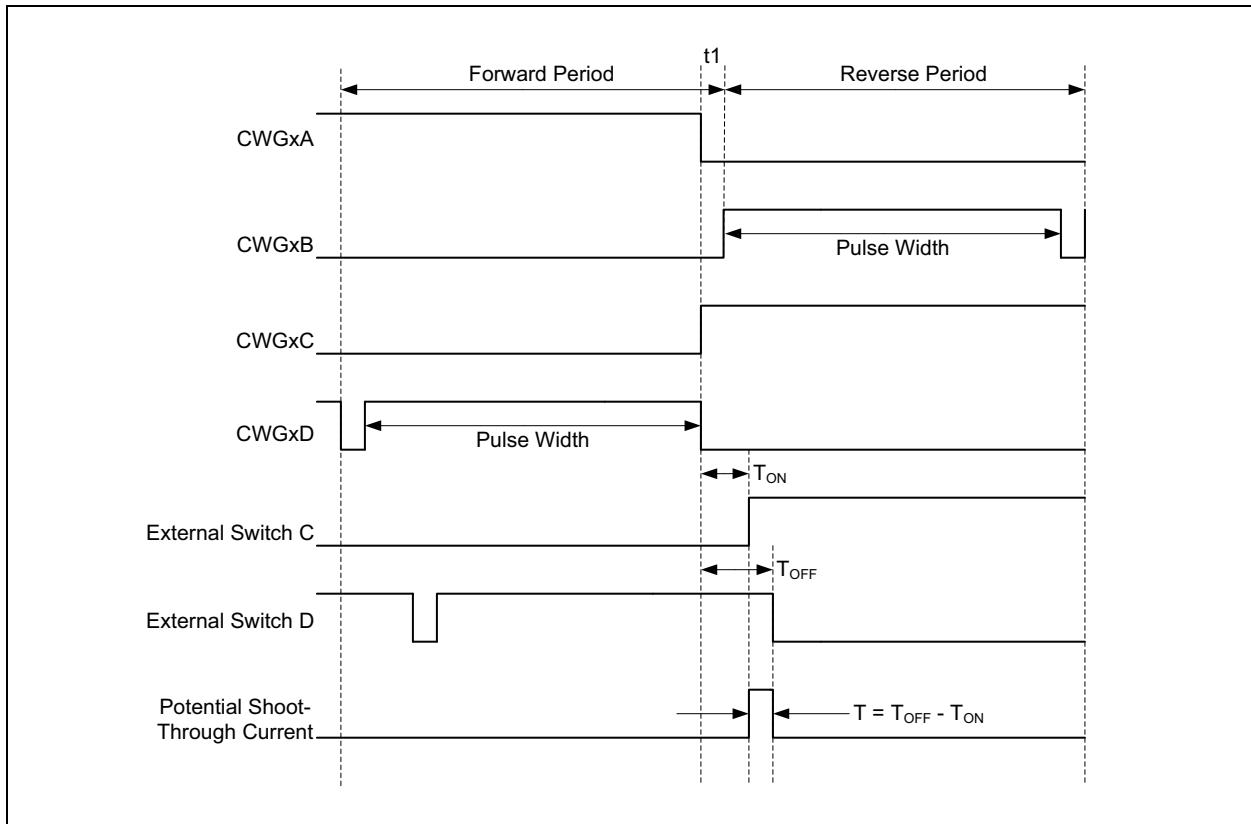 t1
Forward Period
Reverse Period
CWGxA
CWGxB
Pulse Width
CWGxC
CWGxD
Pulse Width
TON
External Switch C
TOFF
External Switch D
Potential Shoot-
Through Current
T = TOFF - TON